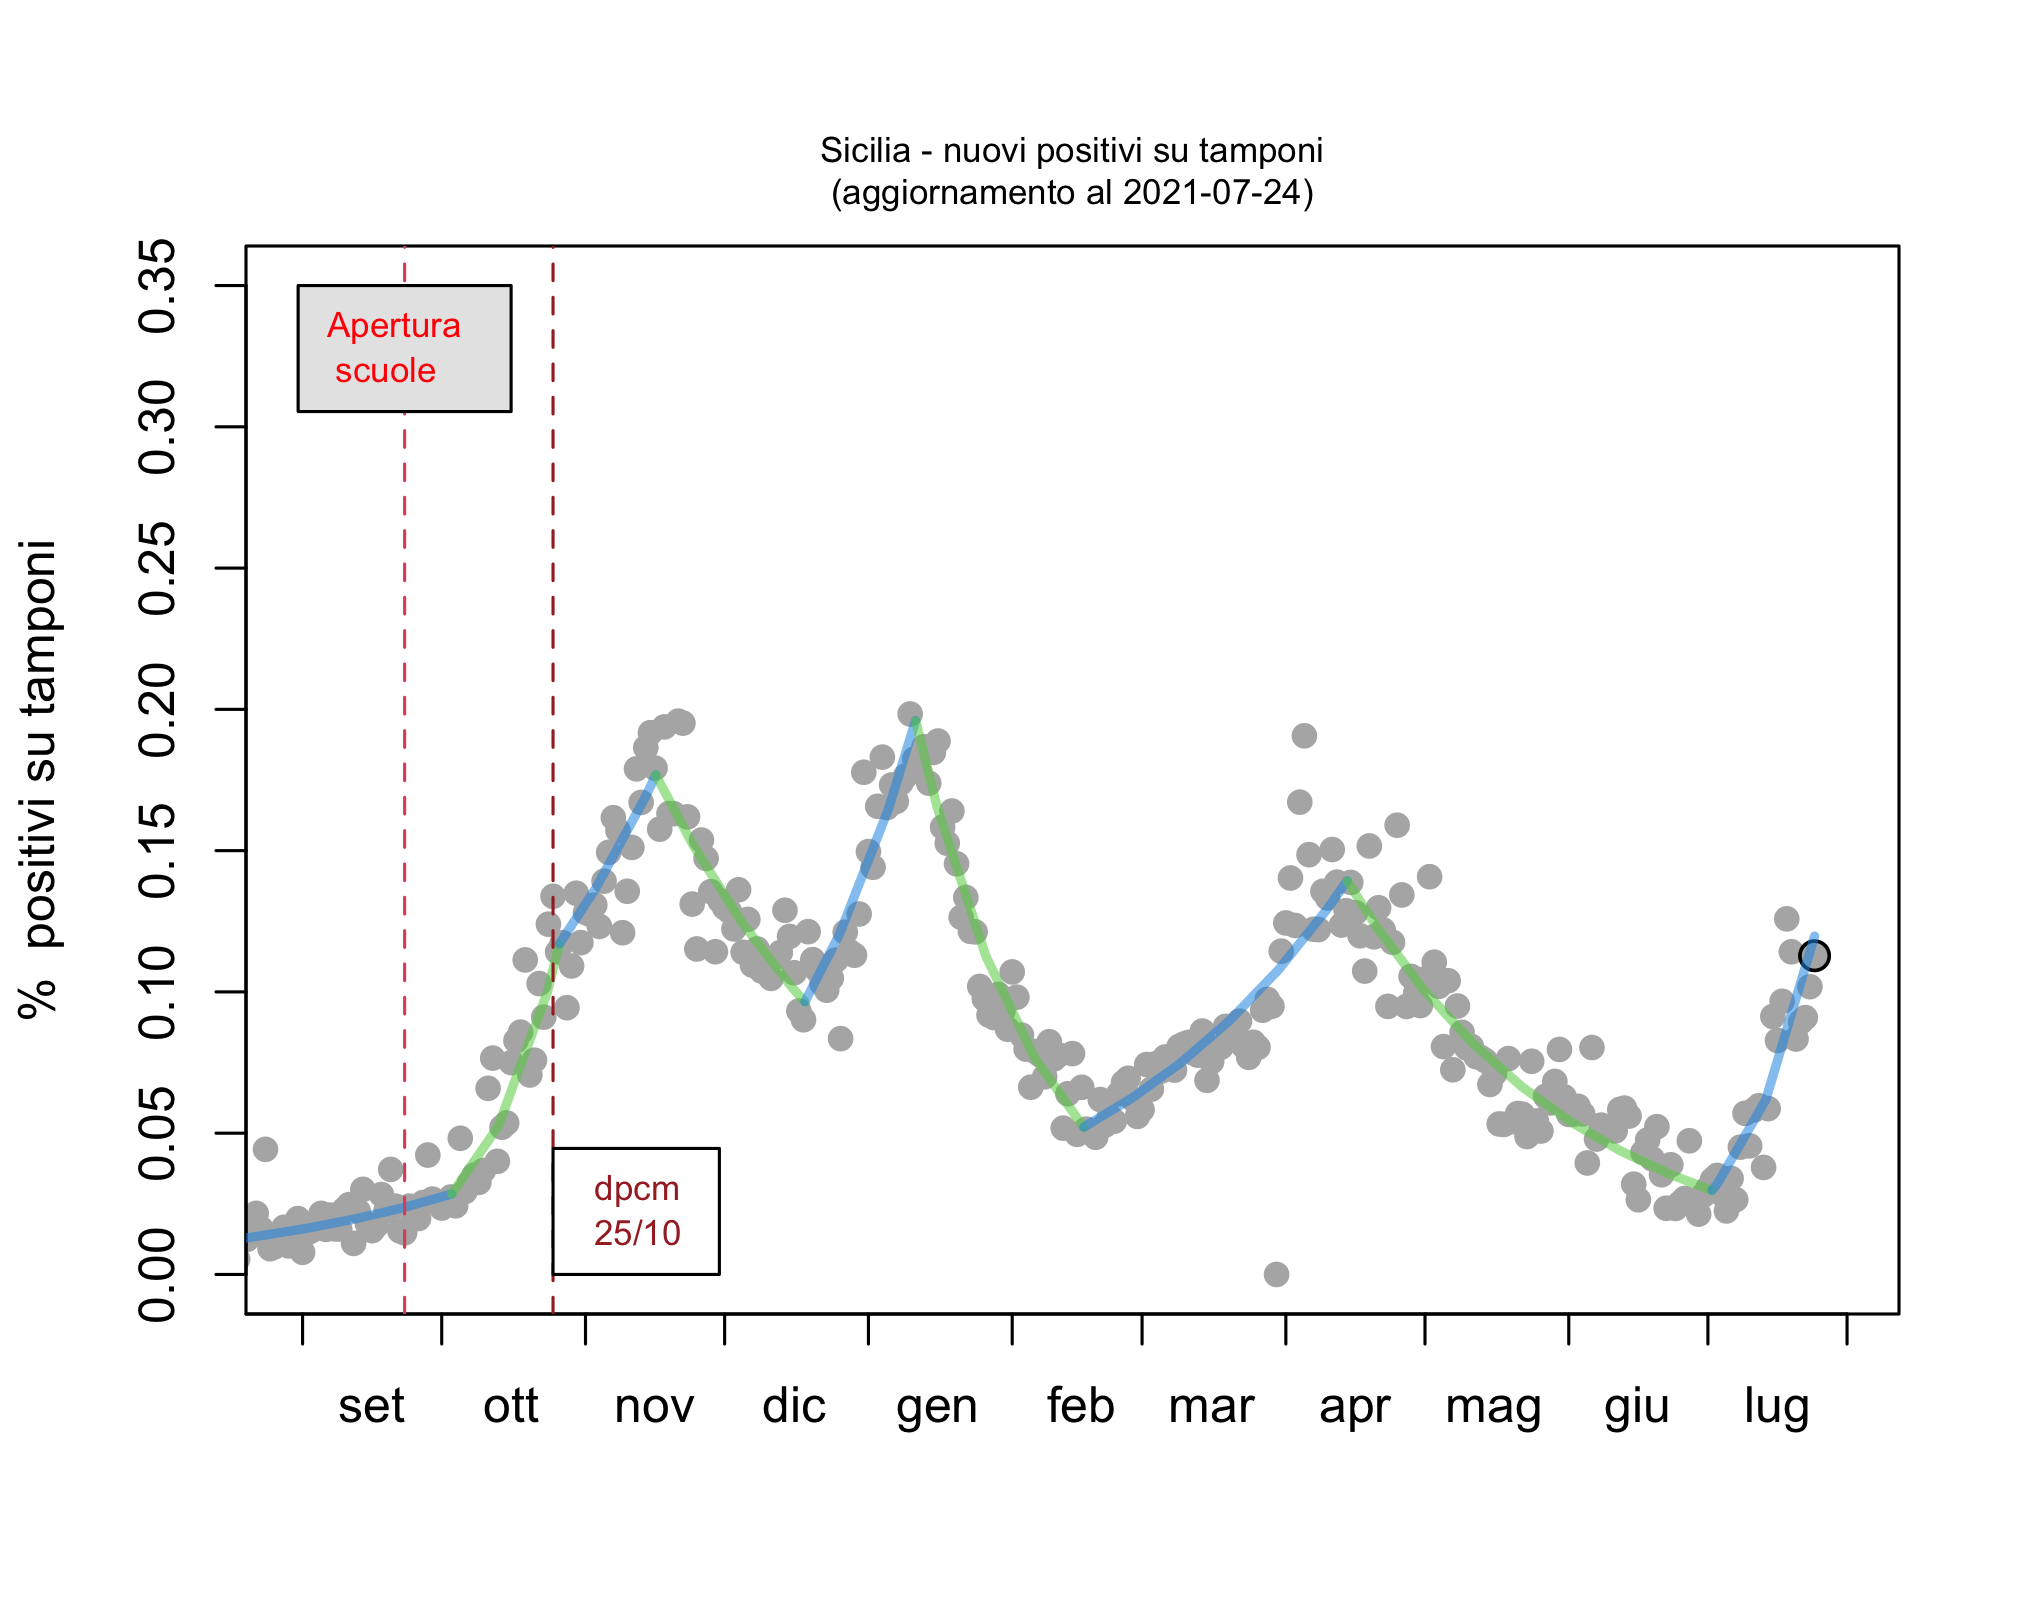 Sicilia - nuovi positivi su tamponi
(aggiornamento al 2021-07-24)
% positivi su tamponi
0.35
0.30
0.25
0.20
0.15
0.10
0.05
0.00
Apertura
scuole
dpcm
25/10
set ott nov dic gen feb mar apr mag giu lug